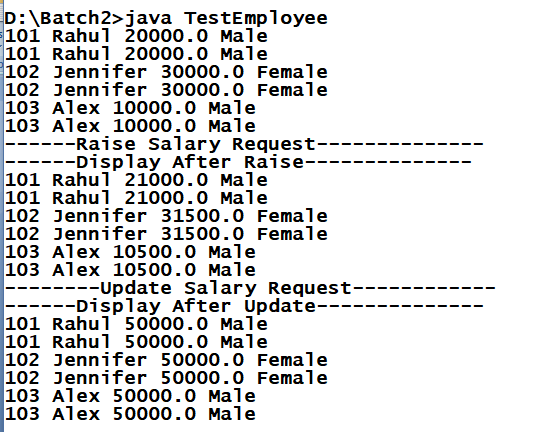 D:\Batch2>java TestEmployee
101 Rahul 20000.0 Male
101 Rahul 20000.0 Male
102 Jennifer 30000.0 Female
102 Jennifer 30000.0 Female
103 Alex 10000.0 Male
103 Alex 10000.0 Male
------Raise Salary Request--------------
------Display After Raise--------------
101 Rahul 21000.0 Male
101 Rahul 21000.0 Male
102 Jennifer 31500.0 Female
102 Jennifer 31500.0 Female
103 Alex 10500.0 Male
103 Alex 10500.0 Male
--------Update Salary Request------------
------Display After Update--------------
101 Rahul 50000.0 Male
101 Rahul 50000.0 Male
102 Jennifer 50000.0 Female
102 Jennifer 50000.0 Female
103 Alex 50000.0 Male
103 Alex 50000.0 Male